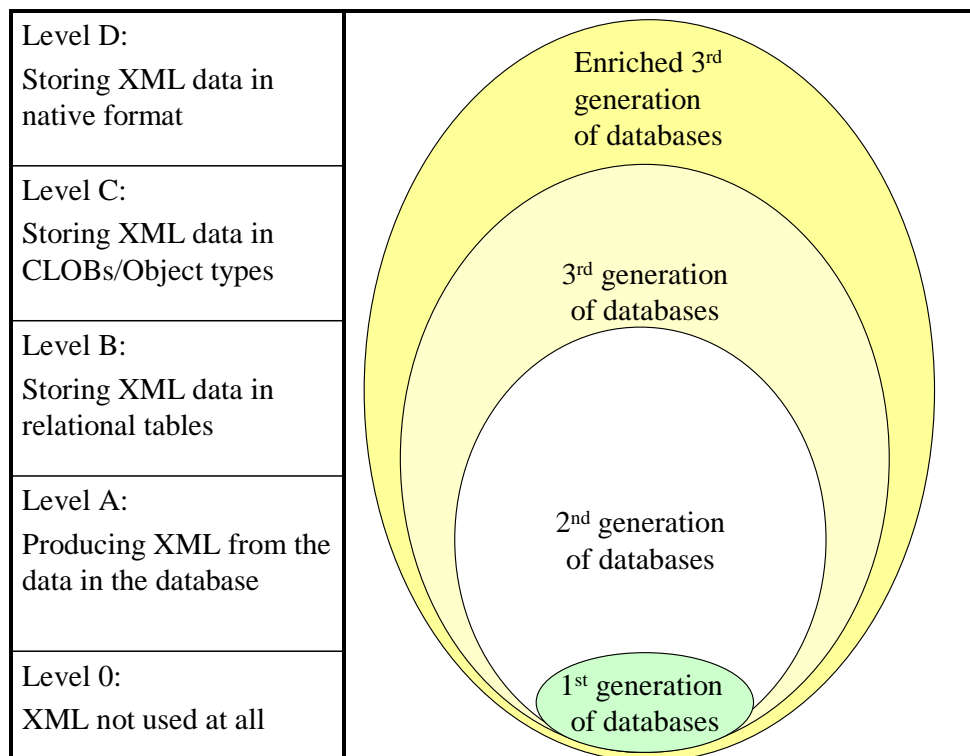 Level D:
Storing XML data in
native format
Enriched 3rd
generation
of databases
Level C:
Storing XML data in
CLOBs/Object types
3rd generation
of databases
Level B:
Storing XML data in
relational tables
Level A:
Producing XML from the
data in the database
2nd generation
of databases
Level 0:
XML not used at all
1st generation
of databases